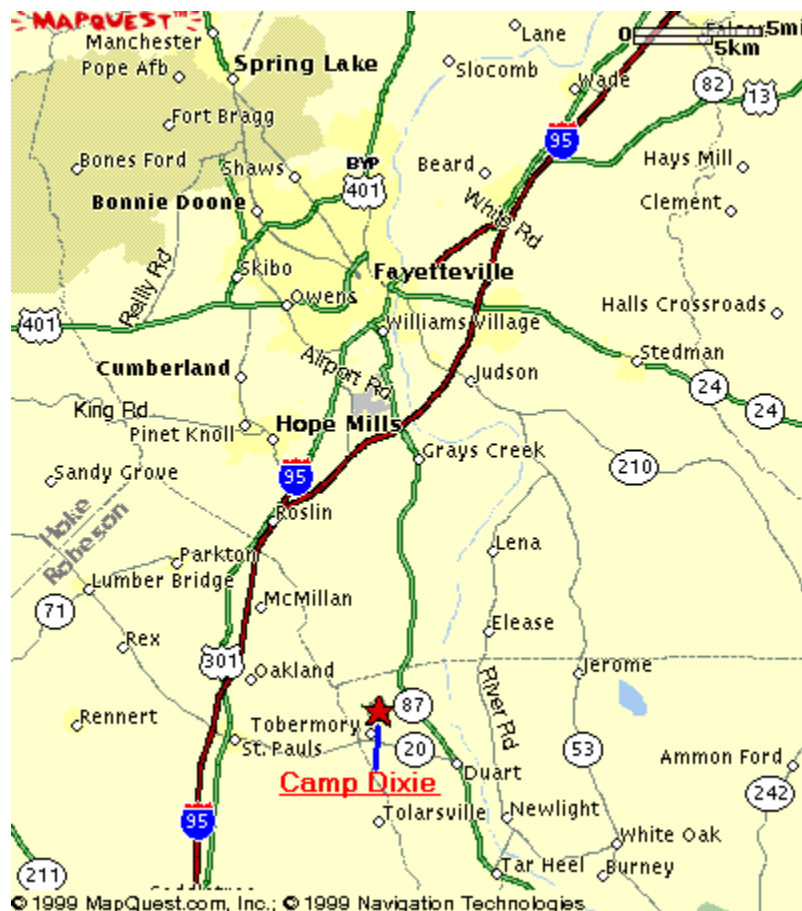 MAPQUEST™
Lane
Falcon
0 5mi
5km
Manchester
Pope Afb
Spring Lake
Slocomb
Wade
82
13
Fort Bragg
95
Bones Ford
Shaws
BYP
401
Beard
Hays Mill
Bonnie Doone
White Rd
Clement
Reilly Rd
Skibo
Fayetteville
Owens
Halls Crossroads
401
Williams Village
Stedman
Cumberland
Airport Rd
Judson
24
24
King Rd
Pinet Knoll
Hope Mills
Grays Creek
210
Sandy Grove
95
Roslin
Hoke
Robeson
Parkton
Lena
Lumber Bridge
71
McMillan
Elease
Rex
301
Oakland
Jerome
River Rd
Rennert
87
Tobermory
St. Pauls
20
53
Duart
Ammon Ford
Camp Dixie
242
95
Tolarsville
Newlight
White Oak
211
Tar Heel
Burney
© 1999 MapQuest.com, Inc.; © 1999 Navigation Technologies